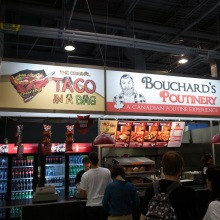 THE ORIGINAL
TACO
IN A BAG
BOUCHARD'S
POUTINERY
A CANADIAN POUTINE EXPERIENCE